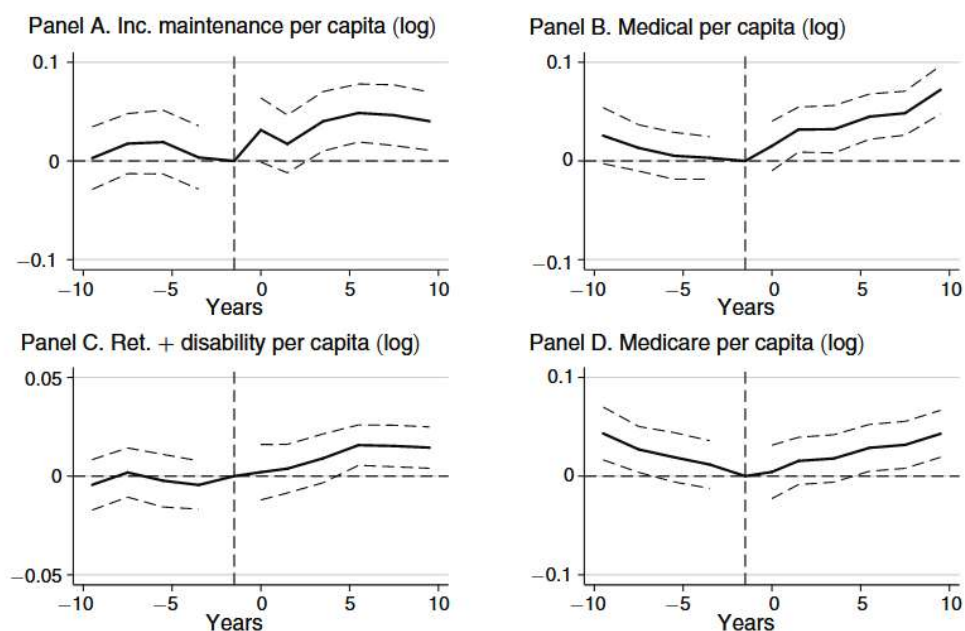 Panel A. Inc. maintenance per capita (log)
0.1
0
−0.1
−10 −5 0 5 10
Years
Panel B. Medical per capita (log)
0.1
0
−0.1
−10 −5 0 5 10
Years
Panel C. Ret. + disability per capita (log)
0.05
0
−0.05
−10 −5 0 5 10
Years
Panel D. Medicare per capita (log)
0.1
0
−0.1
−10 −5 0 5 10
Years